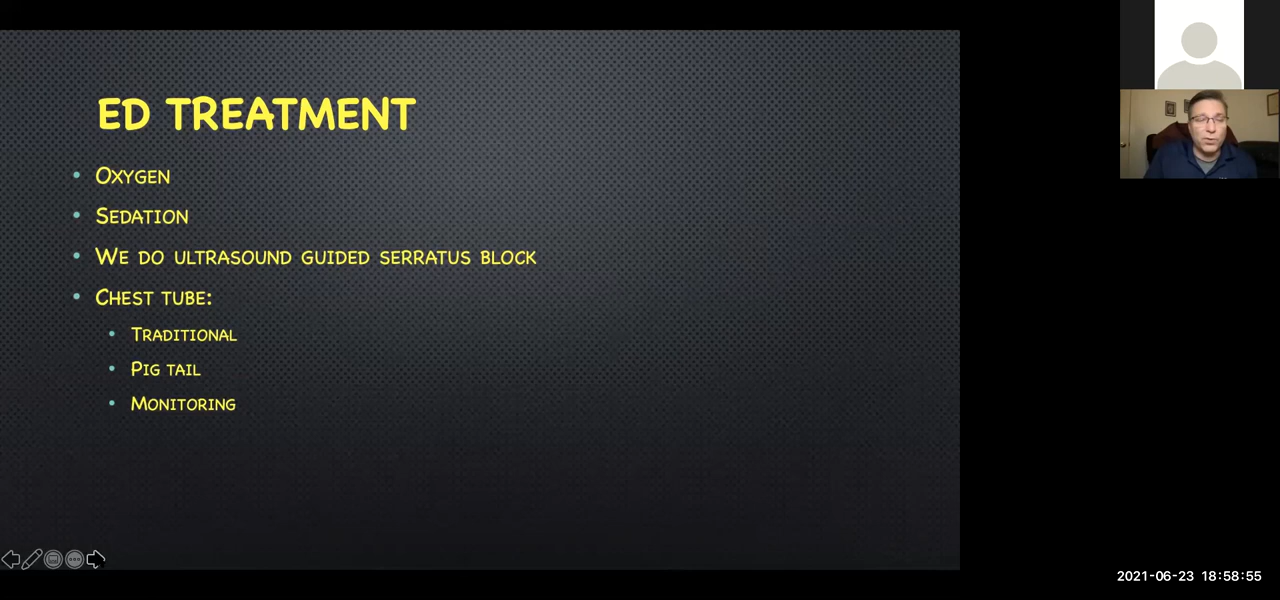 ED TREATMENT
• OXYGEN
• SEDATION
• WE DO ULTRASOUND GUIDED SERRATUS BLOCK
• CHEST TUBE:
• TRADITIONAL
• PIG TAIL
• MONITORING
2021-06-23 18:58:55